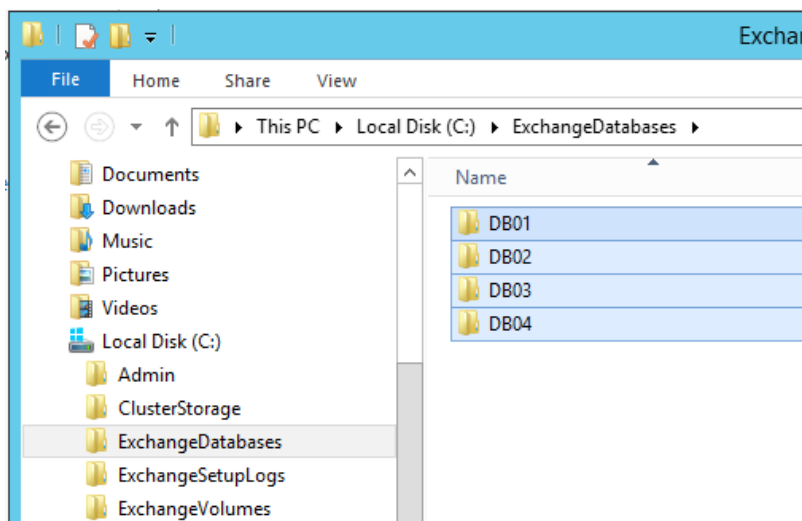 Exchan
File Home Share View
This PC Local Disk (C:) ExchangeDatabases
Documents
Downloads
Music
Pictures
Videos
Local Disk (C:)
Admin
ClusterStorage
ExchangeDatabases
ExchangeSetupLogs
ExchangeVolumes
Name
DB01
DB02
DB03
DB04